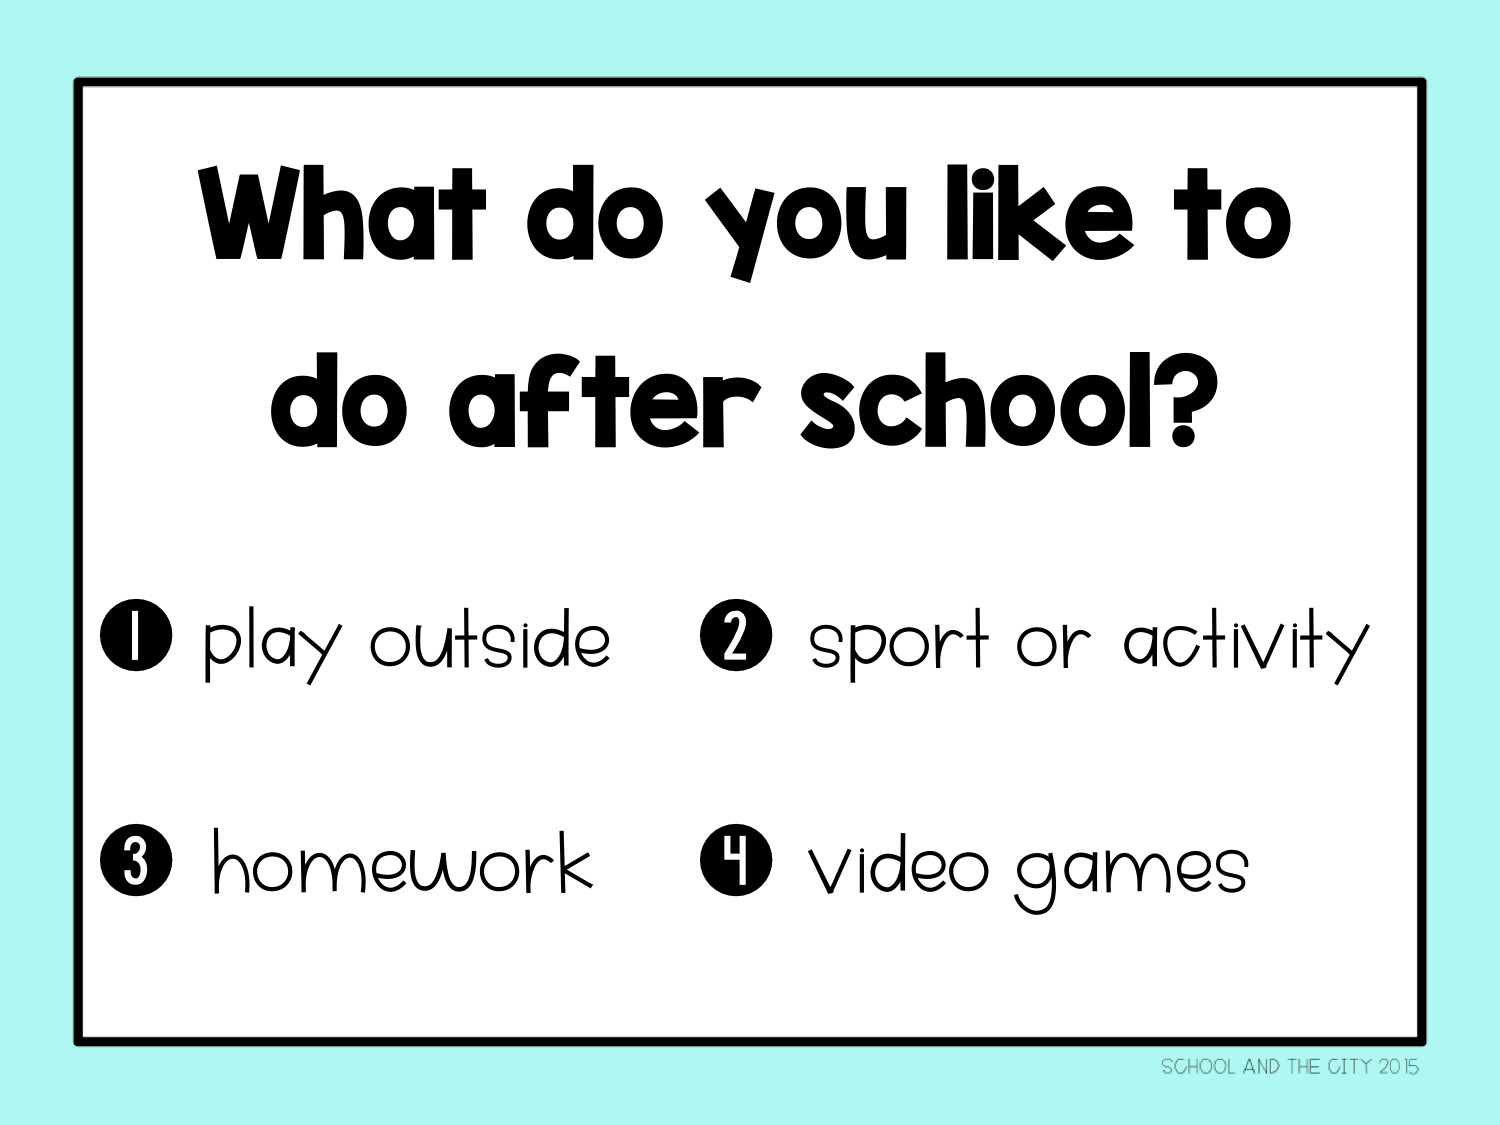 What do you like to
do after school?
1 play outside
2 sport or activity
3 homework
4 video games
SCHOOL AND THE CITY 2015